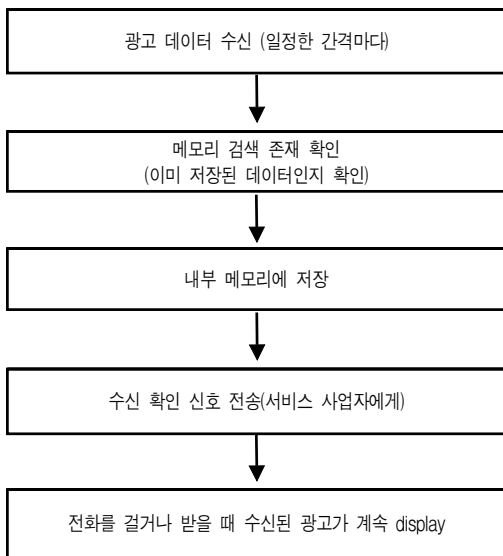 광고 데이터 수신 (일정한 간격마다)
메모리 검색 존재 확인
(이미 저장된 데이터인지 확인)
내부 메모리에 저장
수신 확인 신호 전송(서비스 사업자에게)
전화를 걸거나 받을 때 수신된 광고가 계속 display